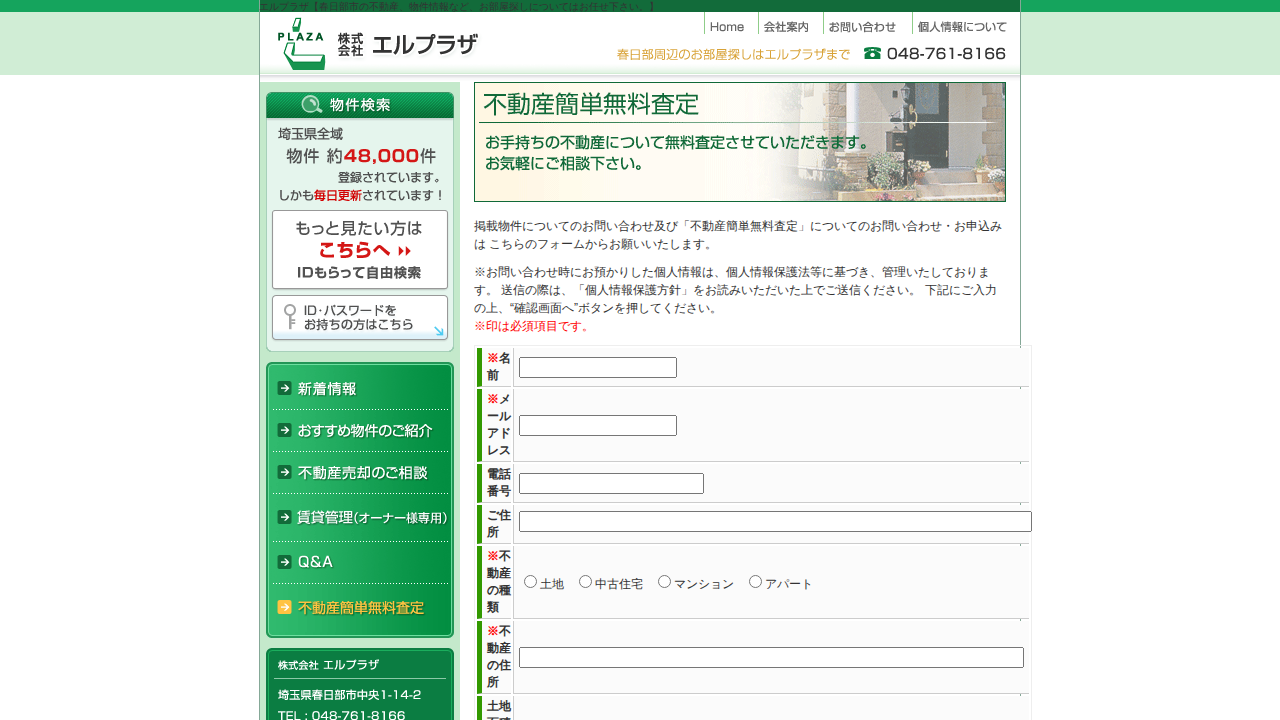 エルプラザ【春日部市の不動産、物件情報など、お部屋探しについてはお任せ下さい。】
PLAZA
株式会社 エルプラザ
Home
会社案内
お問い合わせ
個人情報について
春日部周辺のお部屋探しはエルプラザまで
048-761-8166
物件検索
埼玉県全域
物件 約48,000件
登録されています。
しかも毎日更新されています！
もっと見たい方は
こちらへ
IDもらって自由検索
ID・パスワードを
お持ちの方はこちら
新着情報
おすすめ物件のご紹介
不動産売却のご相談
賃貸管理(オーナー様専用)
Q&A
不動産簡単無料査定
株式会社 エルプラザ
埼玉県春日部市中央1-14-2
TEL：048-761-8166
不動産簡単無料査定
お手持ちの不動産について無料査定させていただきます。
お気軽にご相談下さい。
掲載物件についてのお問い合わせ及び「不動産簡単無料査定」についてのお問い合わせ・お申込み
は こちらのフォームからお願いいたします。
※お問い合わせ時にお預かりした個人情報は、個人情報保護法等に基づき、管理いたしておりま
す。 送信の際は、「個人情報保護方針」をお読みいただいた上でご送信ください。 下記にご入力
の上、“確認画面へ”ボタンを押してください。
※印は必須項目です。
※名
前
※メ
ール
アド
レス
電話
番号
ご住
所
※不
動産
の種
類
土地
中古住宅
マンション
アパート
※不
動産
の住
所
土地
面積